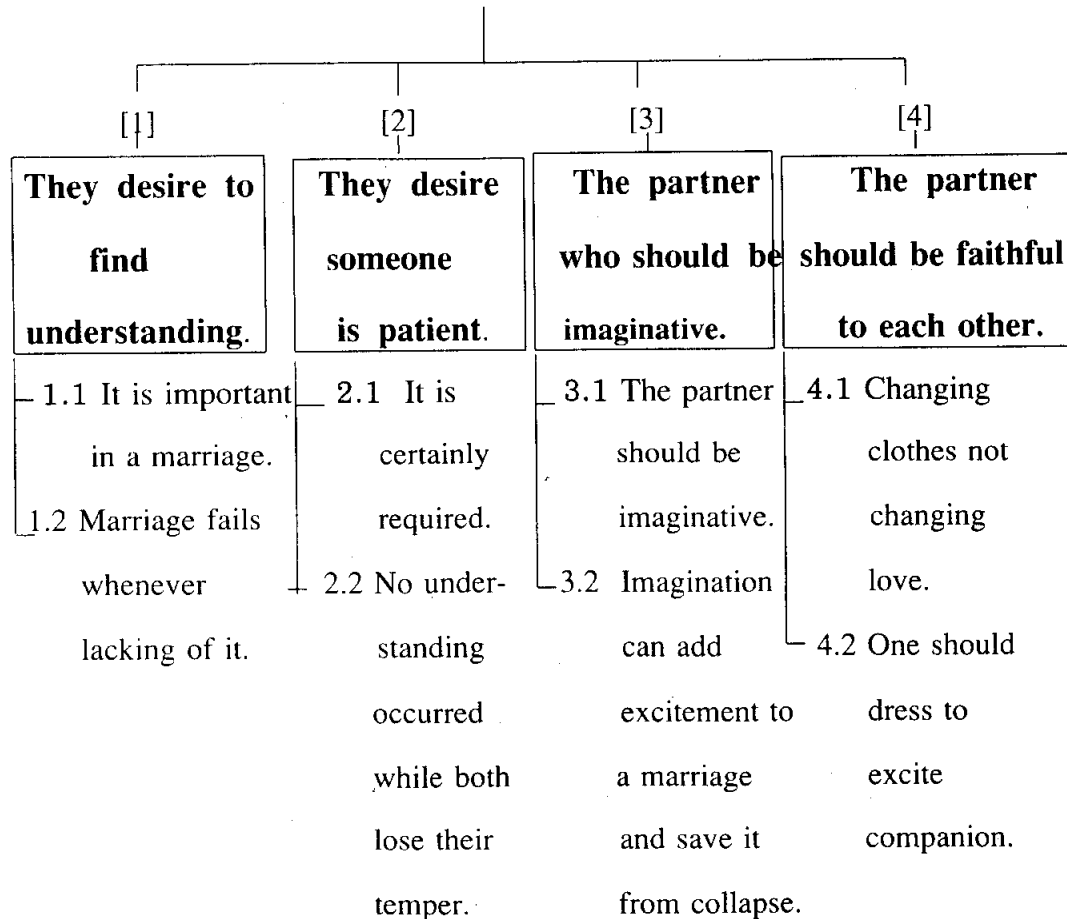 [1]
They desire to
find
understanding.
1.1 It is important
in a marriage.
1.2 Marriage fails
whenever
lacking of it.
[2]
They desire
someone
is patient.
2.1 It is
certainly
required.
2.2 No under-
standing
occurred
while both
lose their
temper.
[3]
The partner
who should be
imaginative.
3.1 The partner
should be
imaginative.
3.2 Imagination
can add
excitement to
a marriage
and save it
from collapse.
[4]
The partner
should be faithful
to each other.
4.1 Changing
clothes not
changing
love.
4.2 One should
dress to
excite
companion.